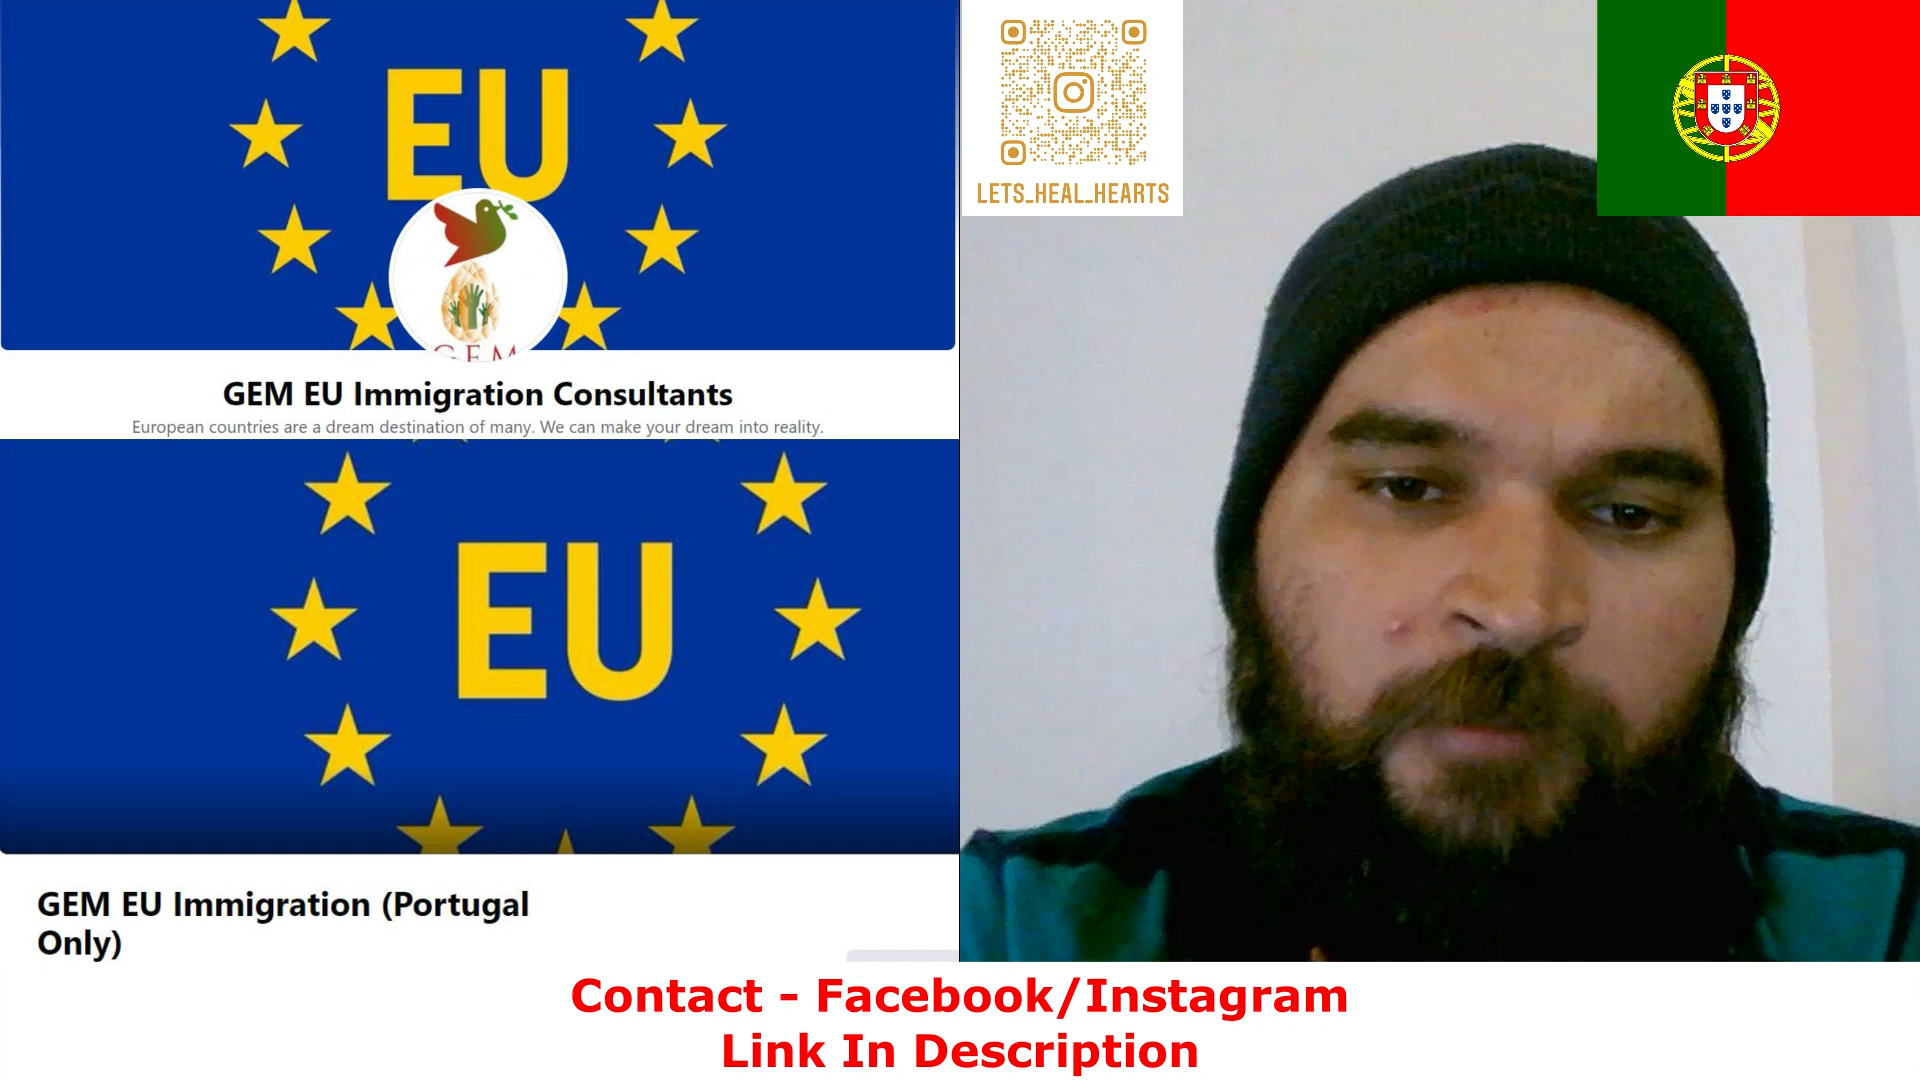 EU
GEM
GEM EU Immigration Consultants
European countries are a dream destination of many. We can make your dream into reality.
EU
GEM EU Immigration (Portugal
Only)
LETS_HEAL_HEARTS
Contact - Facebook/Instagram
Link In Description